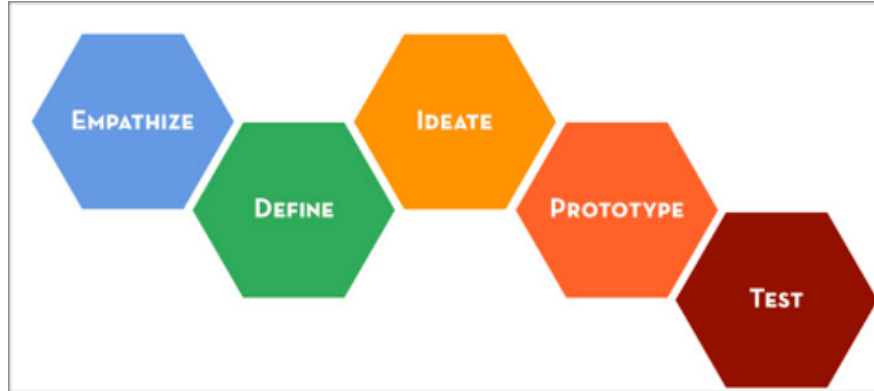 EMPATHIZE
DEFINE
IDEATE
PROTOTYPE
TEST